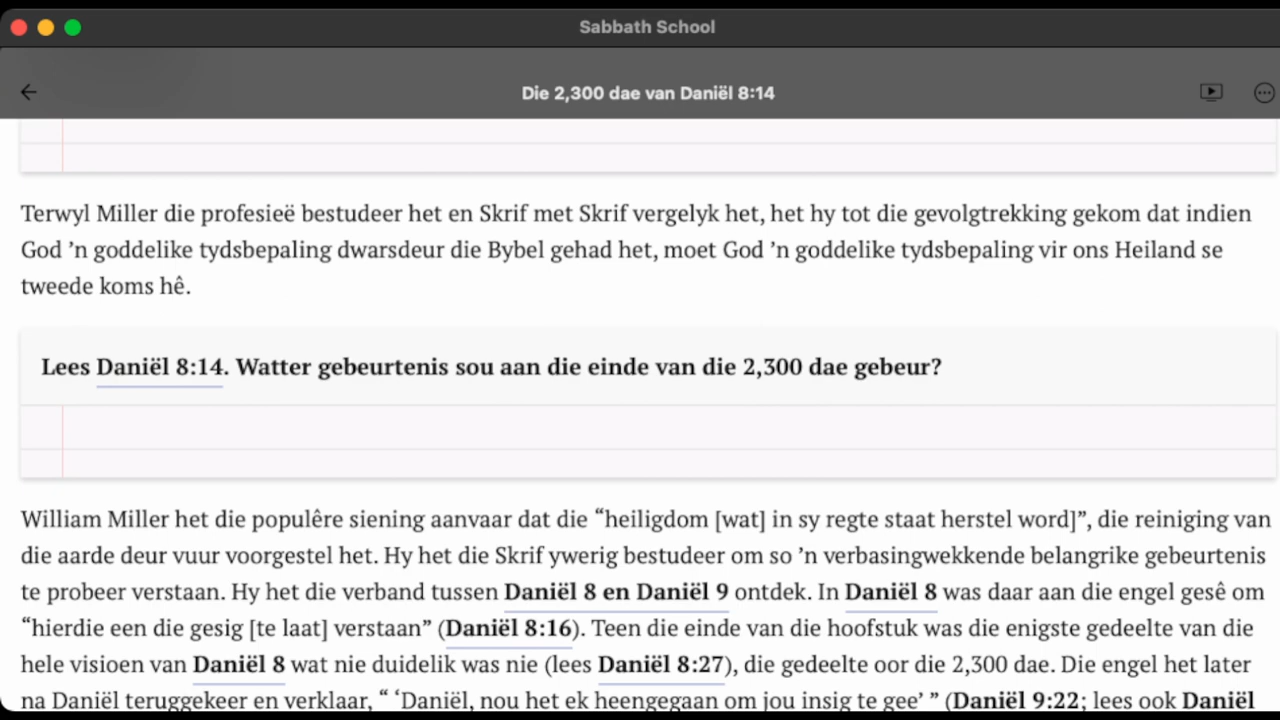 Sabbath School
Die 2,300 dae van Daniël 8:14
Terwyl Miller die profesieë bestudeer het en Skrif met Skrif vergelyk het, het hy tot die gevolgtrekking gekom dat indien
God ’n goddelike tydsbepaling dwarsdeur die Bybel gehad het, moet God ’n goddelike tydsbepaling vir ons Heiland se
tweede koms hê.
Lees Daniël 8:14. Watter gebeurtenis sou aan die einde van die 2,300 dae gebeur?
William Miller het die populêre siening aanvaar dat die “heiligdom [wat] in sy regte staat herstel word]”, die reiniging van
die aarde deur vuur voorgestel het. Hy het die Skrif ywerig bestudeer om so ’n verbasingwekkende belangrike gebeurtenis
te probeer verstaan. Hy het die verband tussen Daniël 8 en Daniël 9 ontdek. In Daniël 8 was daar aan die engel gesê om
“hierdie een die gesig [te laat] verstaan” (Daniël 8:16). Teen die einde van die hoofstuk was die enigste gedeelte van die
hele visioen van Daniël 8 wat nie duidelik was nie (lees Daniël 8:27), die gedeelte oor die 2,300 dae. Die engel het later
na Daniël teruggekeer en verklaar, “ ‘Daniël, nou het ek heengegaan om jou insig te gee’ ” (Daniël 9:22; lees ook Daniël